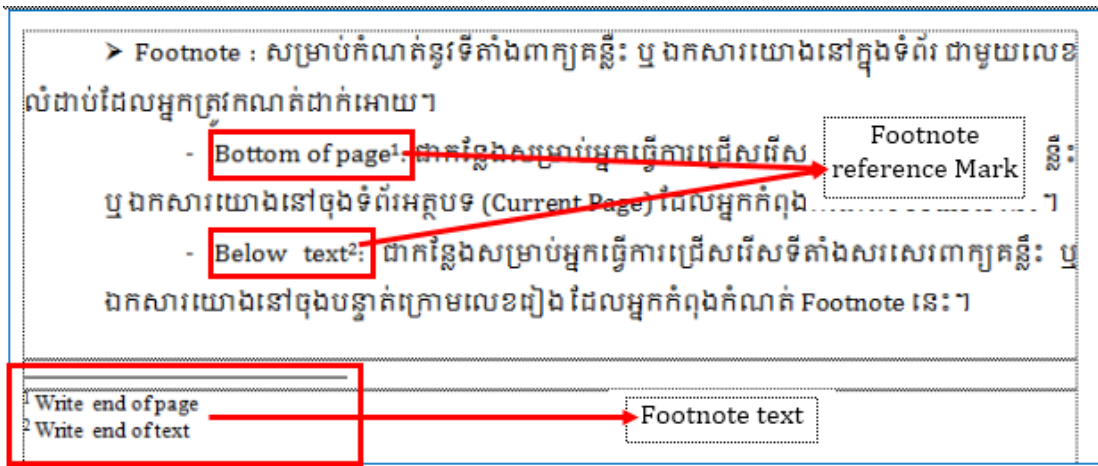 ➤ Footnote : សម្រាប់កំណត់នូវទីតាំងពាក្យគន្លឹះ ឬ ឯកសារយោងនៅក្នុងទំព័រ ជាមួយលេខ
លំដាប់ដែលអ្នកត្រូវកណត់ដាក់អោយ។
- Bottom of page¹: ជាកន្លែងសម្រាប់អ្នកធ្វើការជ្រើសរើស
Footnote
reference Mark
ឬ ឯកសារយោងនៅចុងទំព័រអត្ថបទ (Current Page) ដែលអ្នកកំពុង
- Below text²: ជាកន្លែងសម្រាប់អ្នកធ្វើការជ្រើសរើសទីតាំងសរសេរពាក្យគន្លឹះ ឬ
ឯកសារយោងនៅចុងបន្ទាត់ក្រោមលេខរៀង ដែលអ្នកកំពុងកំណត់ Footnote នេះ។
¹ Write end of page
² Write end of text
Footnote text